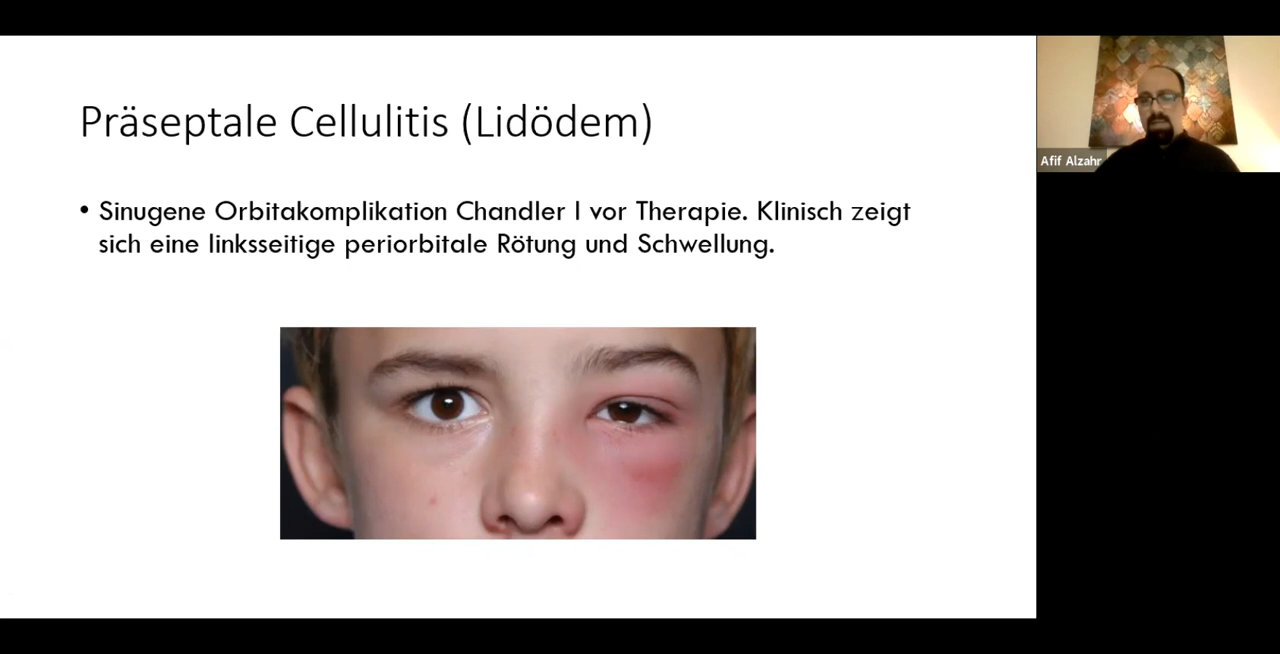 Präseptale Cellulitis (Lidödem)
• Sinugene Orbitakomplikation Chandler I vor Therapie. Klinisch zeigt
sich eine linksseitige periorbitale Rötung und Schwellung.
Afif Alzahr